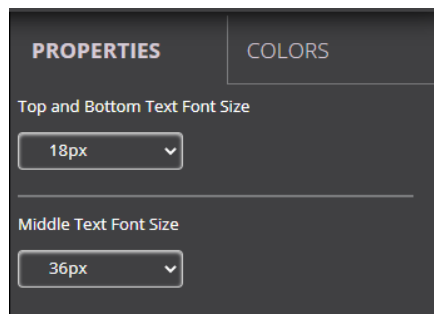 PROPERTIES COLORS
Top and Bottom Text Font Size
18px
Middle Text Font Size
36px